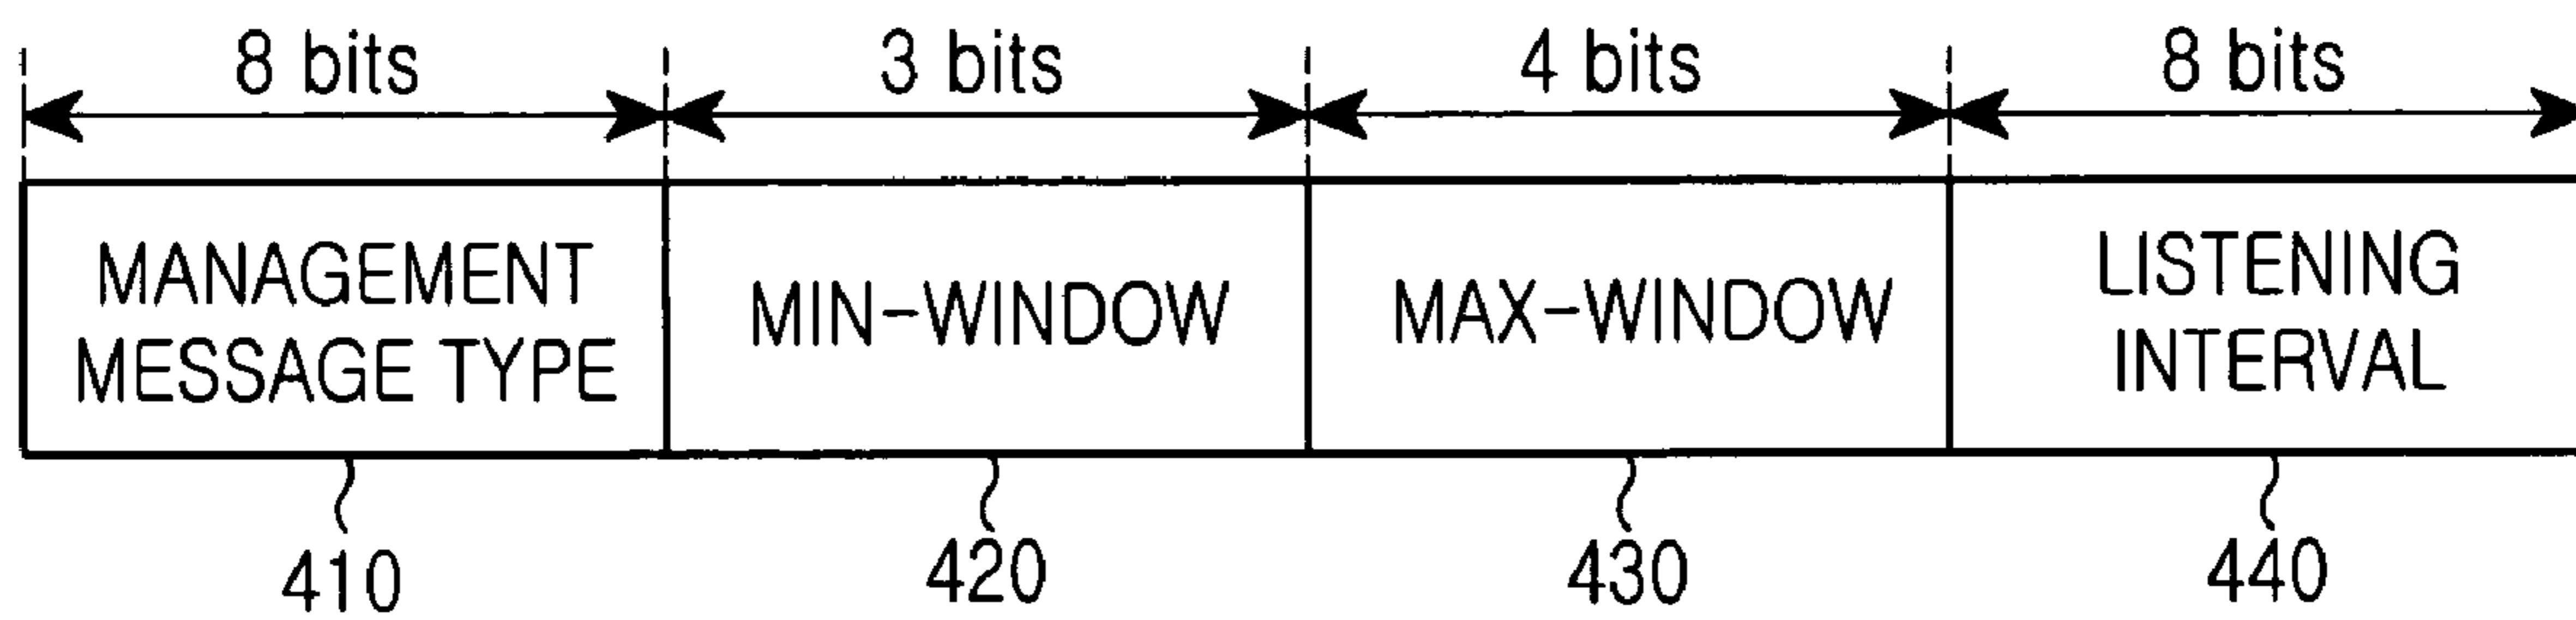 8 bits 3 bits 4 bits 8 bits
MANAGEMENT
MESSAGE TYPE
MIN-WINDOW
MAX-WINDOW
LISTENING
INTERVAL
410 420 430 440